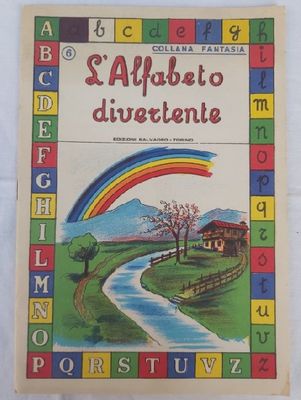 A a b c d e f g h
6
COLLANA FANTASIA
L'Alfabeto
divertente
EDIZIONI SALVADEO - TORINO
B
C
D
E
F
G
H
I
L
M
N
O
i
l
m
n
o
p
q
r
s
t
u
v
P Q R S T U V Z z